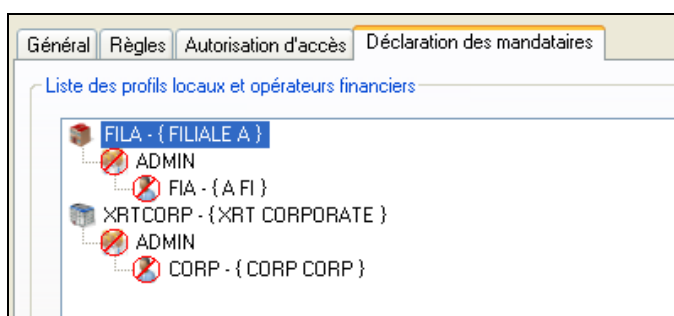 Général Règles Autorisation d'accès Déclaration des mandataires
Liste des profils locaux et opérateurs financiers
FILA - { FILIALE A }
ADMIN
FIA - { A FI }
XRTCORP - { XRT CORPORATE }
ADMIN
CORP - { CORP CORP }